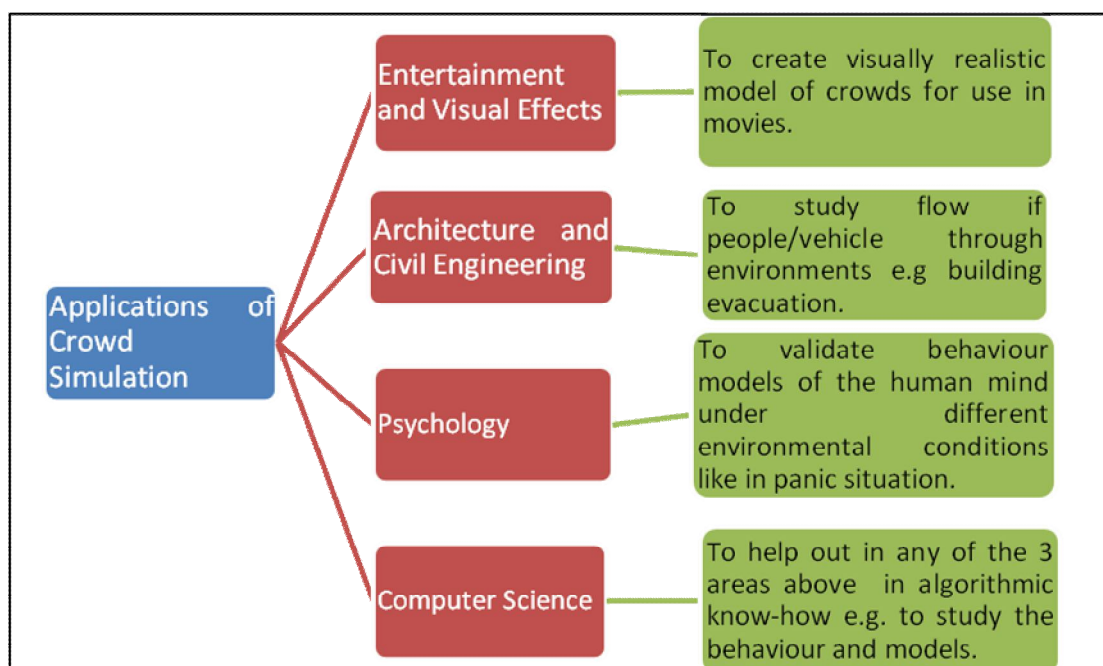 Applications of
Crowd
Simulation
Entertainment
and Visual Effects
To create visually realistic
model of crowds for use in
movies.
Architecture and
Civil Engineering
To study flow if
people/vehicle through
environments e.g building
evacuation.
Psychology
To validate behaviour
models of the human mind
under different
environmental conditions
like in panic situation.
Computer Science
To help out in any of the 3
areas above in algorithmic
know-how e.g. to study the
behaviour and models.